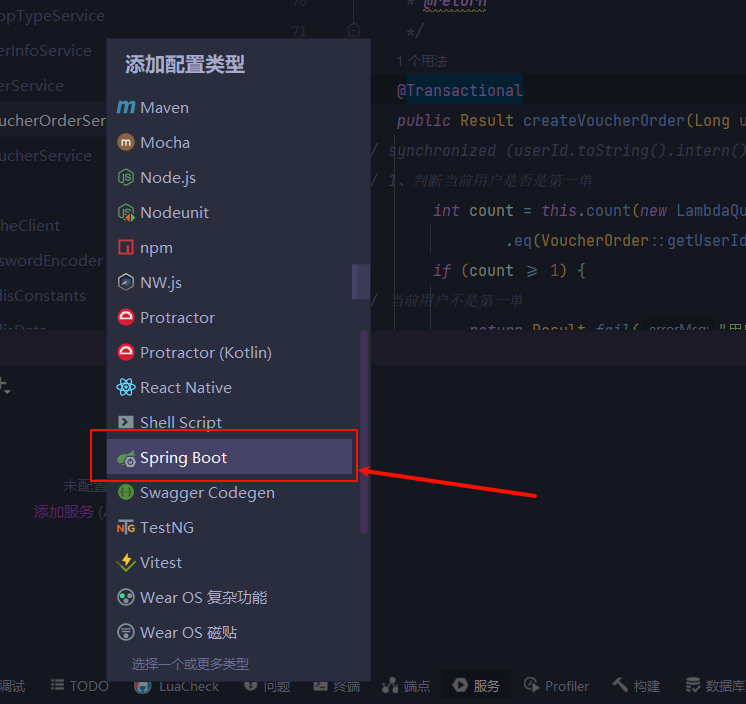 ppTypeService
erInfoService
erService
oucherOrderSer
oucherService
heClient
sswordEncoder
lisConstants
lisData
添加配置类型
Maven
Mocha
Node.js
Nodeunit
npm
NW.js
Protractor
Protractor (Kotlin)
React Native
Shell Script
Spring Boot
Swagger Codegen
TestNG
Vitest
Wear OS 复杂功能
Wear OS 磁贴
选择一个或更多类型
70
71
* @return
*/
1 个用法
@Transactional
public Result createVoucherOrder(Long u
/ synchronized (userId.toString().intern()
/ 1、判断当前用户是否是第一单
int count = this.count(new LambdaQu
.eq(VoucherOrder::getUserId
if (count ⩾ 1) {
/ 当前用户不是第一单
return Result.fail( errorMsg: "用
未配置
添加服务 (A
调试
TODO
LuaCheck
问题
终端
端点
服务
Profiler
构建
数据库